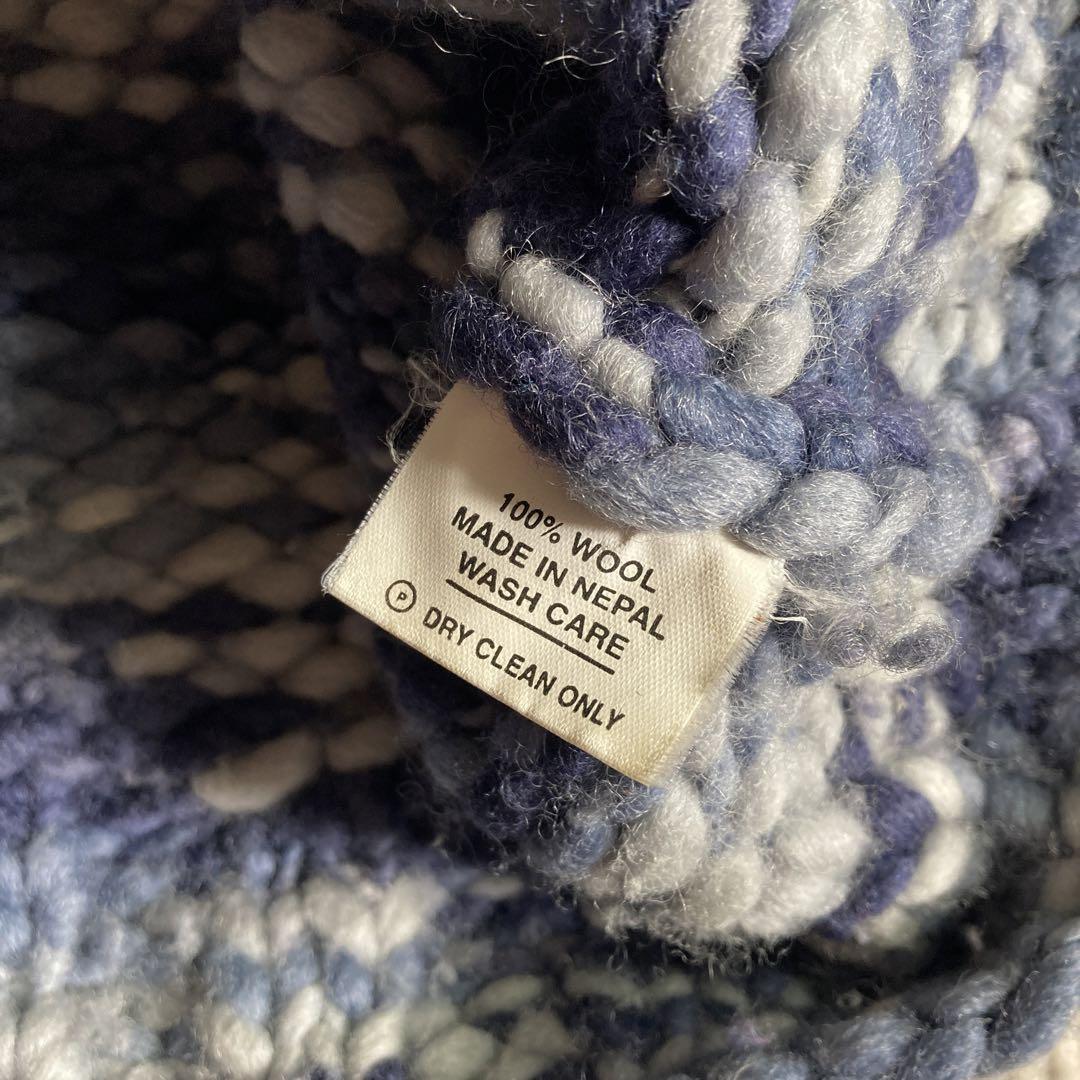 100% WOOL
MADE IN NEPAL
WASH CARE
Ⓟ DRY CLEAN ONLY